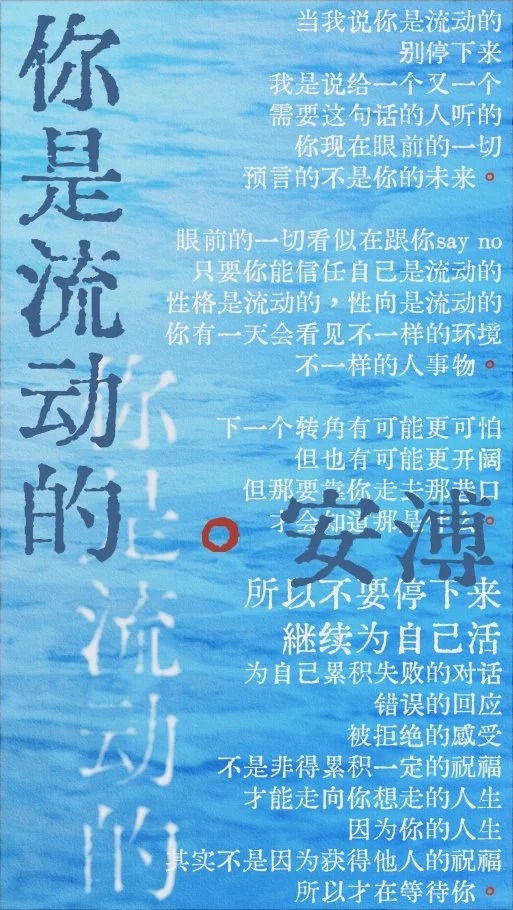 你是流动的。
你是流动的
当我说你是流动的
别停下来
我是说给一个又一个
需要这句话的人听的
你现在眼前的一切
预言的不是你的未来。
眼前的一切看似在跟你say no
只要你能信任自己是流动的
性格是流动的，性向是流动的
你有一天会看见不一样的环境
不一样的人事物。
下一个转角有可能更可怕
但也有可能更开阔
但那要靠你走去那巷口
才会知道那是什么。
安溥
所以不要停下来
継续为自己活
为自己累积失败的对话
错误的回应
被拒绝的感受
不是非得累积一定的祝福
才能走向你想走的人生
因为你的人生
其实不是因为获得他人的祝福
所以才在等待你。